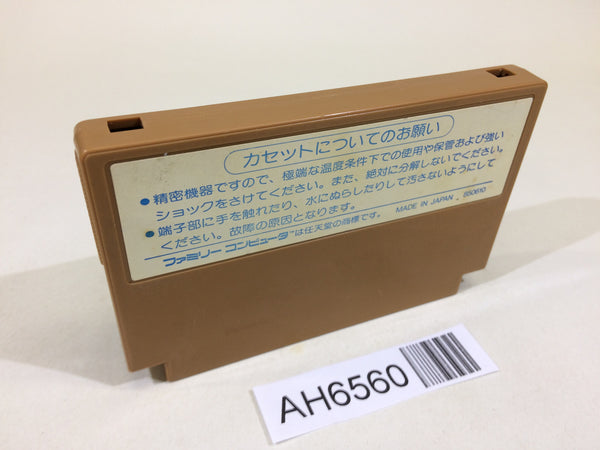 カセットについてのお願い
●精密機器ですので、極端な温度条件下での使用や保管および強い
ショックをさけてください。また、絶対に分解しないでください。
●端子部に手を触れたり、水にぬらしたりして汚さないようにして
ください。故障の原因となります。
ファミリーコンピュータ™は任天堂の商標です。 MADE IN JAPAN 850610
AH6560